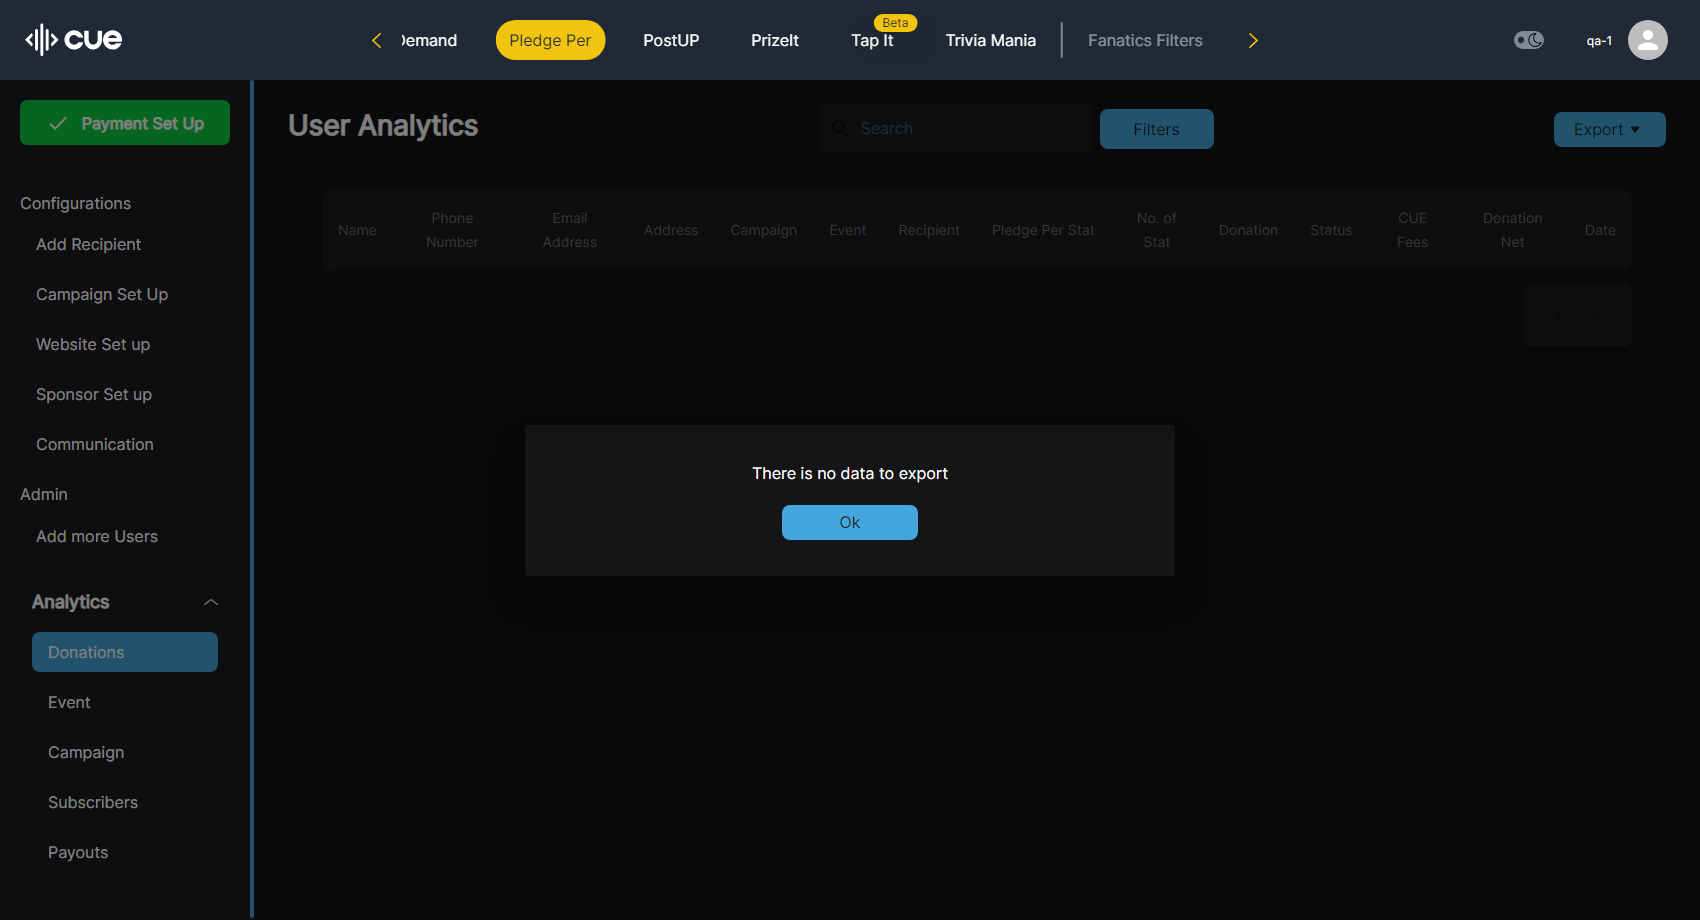 cue
Demand
Pledge Per
PostUP
PrizeIt
Beta
Tap It
Trivia Mania
Fanatics Filters
qa-1
Payment Set Up
Configurations
Add Recipient
Campaign Set Up
Website Set up
Sponsor Set up
Communication
Admin
Add more Users
Analytics
Donations
Event
Campaign
Subscribers
Payouts
User Analytics
Search
Filters
Export
Name
Phone
Number
Email
Address
Address
Campaign
Event
Recipient
Pledge Per Stat
No. of
Stat
Donation
Status
CUE
Fees
Donation
Net
Date
There is no data to export
Ok